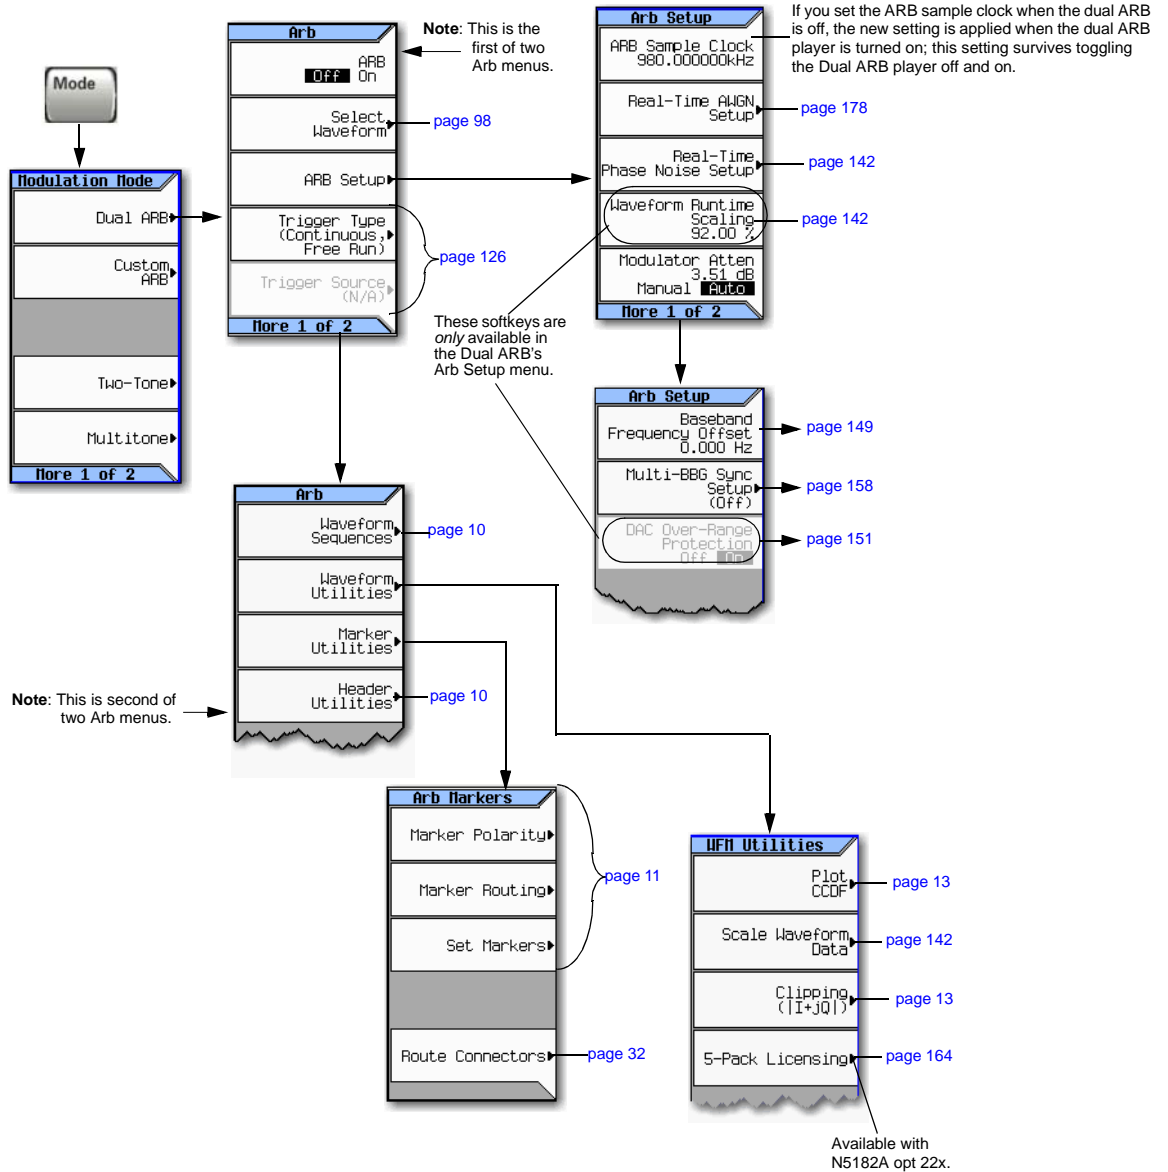 Mode
Modulation Mode
Dual ARB
Custom
ARB
Two-Tone
Multitone
More 1 of 2
Arb
ARB
Off On
Select
Waveform
page 98
ARB Setup
Trigger Type
(Continuous,
Free Run)
Trigger Source
(N/A)
page 126
More 1 of 2
Note: This is the
first of two
Arb menus.
Arb Setup
ARB Sample Clock
980.000000kHz
Real-Time AWGN
Setup
page 178
Real-Time
Phase Noise Setup
page 142
Waveform Runtime
Scaling
92.00 %
page 142
Modulator Atten
3.51 dB
Manual Auto
More 1 of 2
If you set the ARB sample clock when the dual ARB
is off, the new setting is applied when the dual ARB
player is turned on; this setting survives toggling
the Dual ARB player off and on.
These softkeys are
only available in
the Dual ARB's
Arb Setup menu.
Arb Setup
Baseband
Frequency Offset
0.000 Hz
page 149
Multi-BBG Sync
Setup
(Off)
page 158
DAC Over-Range
Protection
Off On
page 151
Arb
Waveform
Sequences
page 10
Waveform
Utilities
Marker
Utilities
Header
Utilities
page 10
Note: This is second of
two Arb menus.
Arb Markers
Marker Polarity
Marker Routing
Set Markers
page 11
Route Connectors
page 32
WFM Utilities
Plot
CCDF
page 13
Scale Waveform
Data
page 142
Clipping
(|I+jQ|)
page 13
5-Pack Licensing
page 164
Available with
N5182A opt 22x.